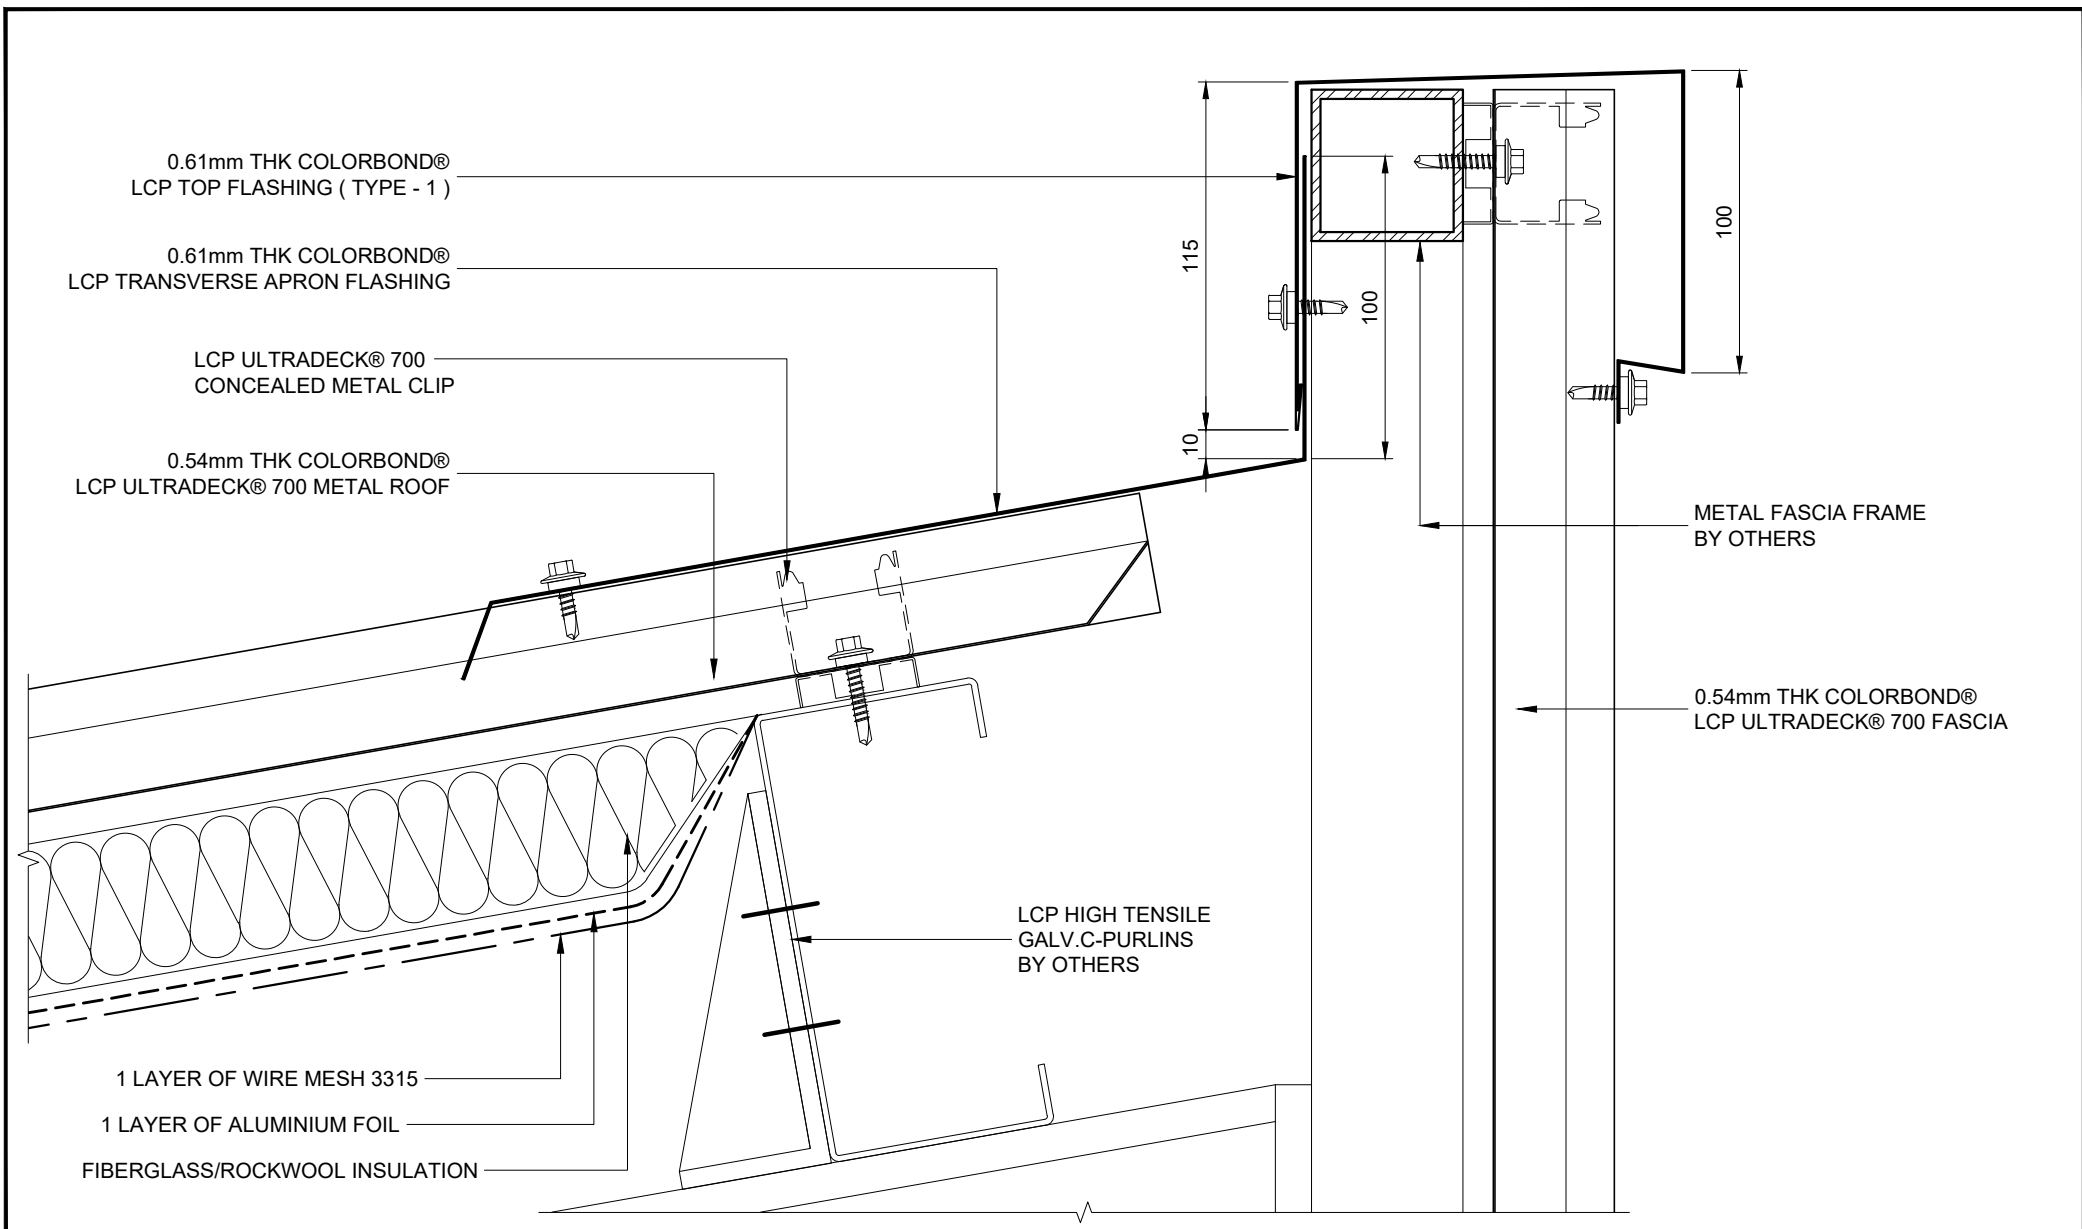 0.61mm THK COLORBOND®
LCP TOP FLASHING ( TYPE - 1 )
0.61mm THK COLORBOND®
LCP TRANSVERSE APRON FLASHING
LCP ULTRADECK® 700
CONCEALED METAL CLIP
0.54mm THK COLORBOND®
LCP ULTRADECK® 700 METAL ROOF
115
10
100
100
METAL FASCIA FRAME
BY OTHERS
0.54mm THK COLORBOND®
LCP ULTRADECK® 700 FASCIA
LCP HIGH TENSILE
GALV.C-PURLINS
BY OTHERS
1 LAYER OF WIRE MESH 3315
1 LAYER OF ALUMINIUM FOIL
FIBERGLASS/ROCKWOOL INSULATION